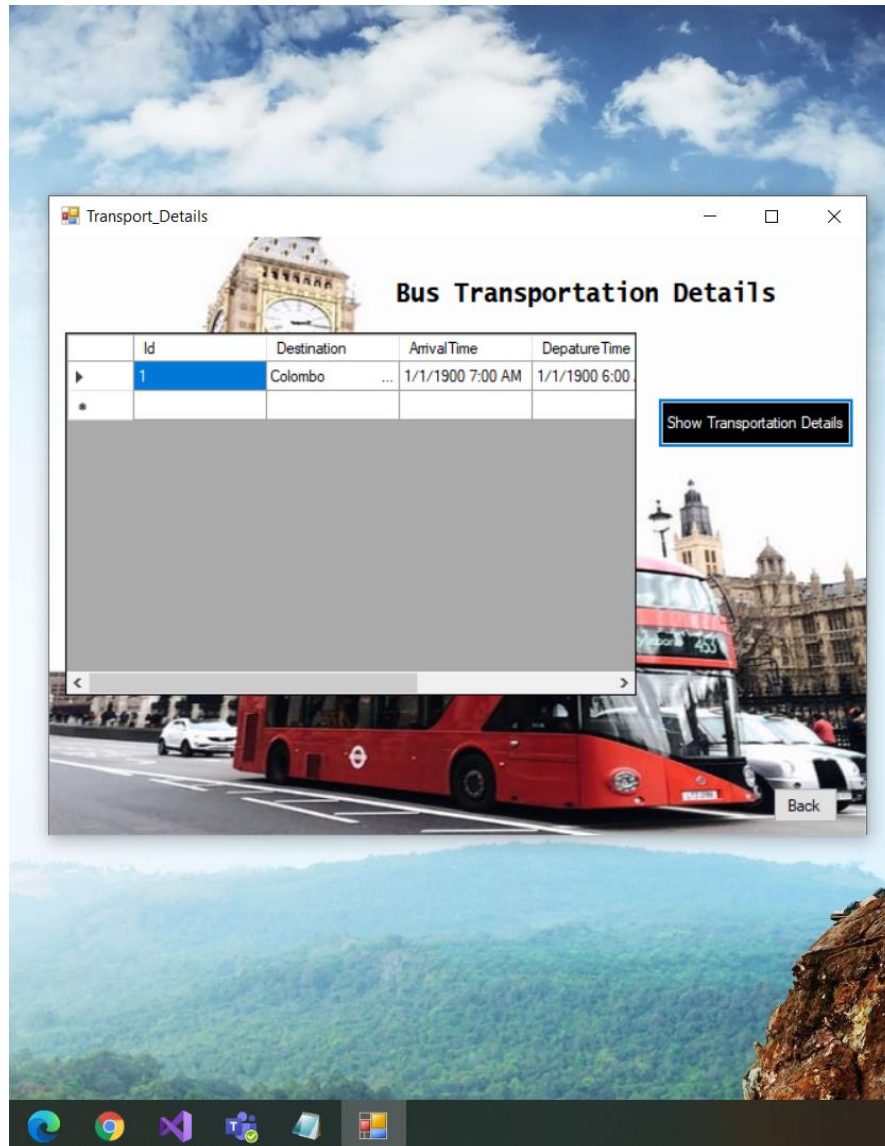 Transport_Details
Bus Transportation Details
Id Destination ArrivalTime DepatureTime
1 Colombo ... 1/1/1900 7:00 AM 1/1/1900 6:00
Show Transportation Details
453
Back